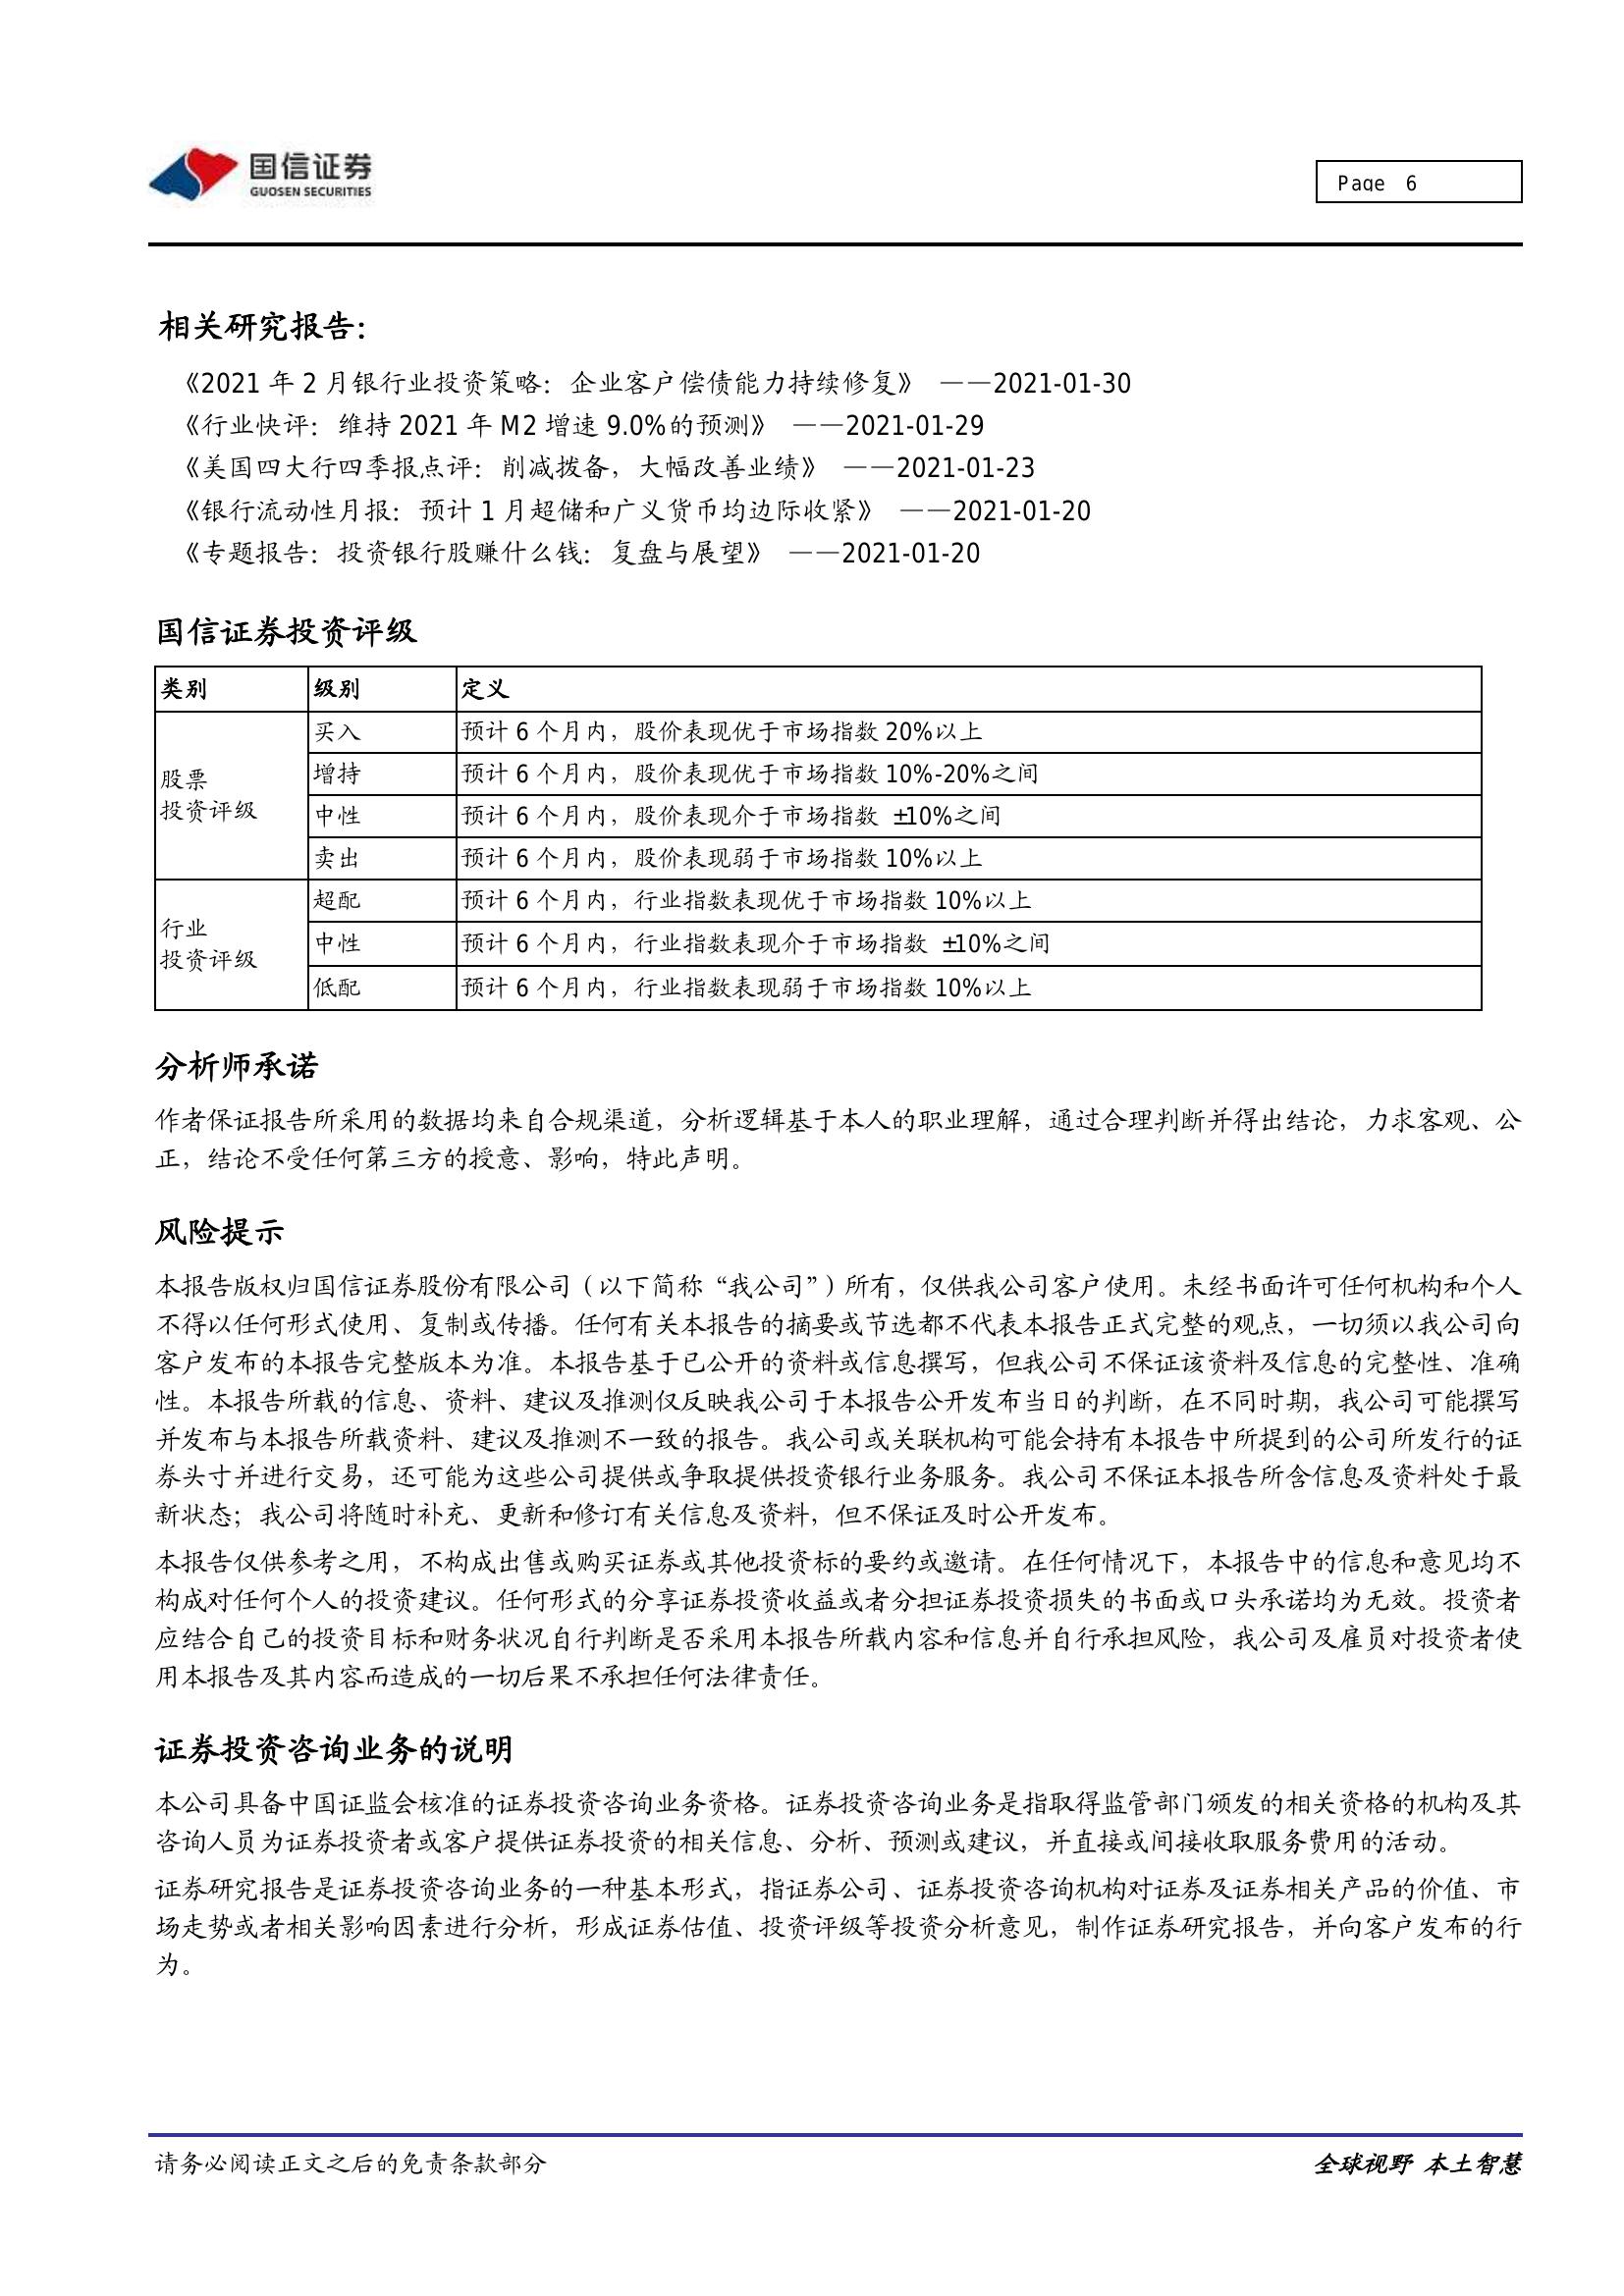 国信证券
GUOSEN SECURITIES
Page 6
相关研究报告：
《2021 年 2 月银行业投资策略：企业客户偿债能力持续修复》 ——2021-01-30
《行业快评：维持 2021 年 M2 增速 9.0%的预测》 ——2021-01-29
《美国四大行四季报点评：削减拨备，大幅改善业绩》 ——2021-01-23
《银行流动性月报：预计 1 月超储和广义货币均边际收紧》 ——2021-01-20
《专题报告：投资银行股赚什么钱：复盘与展望》 ——2021-01-20
国信证券投资评级
类别 级别 定义
股票
投资评级
买入 预计 6 个月内，股价表现优于市场指数 20%以上
增持 预计 6 个月内，股价表现优于市场指数 10%-20%之间
中性 预计 6 个月内，股价表现介于市场指数 ±10%之间
卖出 预计 6 个月内，股价表现弱于市场指数 10%以上
行业
投资评级
超配 预计 6 个月内，行业指数表现优于市场指数 10%以上
中性 预计 6 个月内，行业指数表现介于市场指数 ±10%之间
低配 预计 6 个月内，行业指数表现弱于市场指数 10%以上
分析师承诺
作者保证报告所采用的数据均来自合规渠道，分析逻辑基于本人的职业理解，通过合理判断并得出结论，力求客观、公
正，结论不受任何第三方的授意、影响，特此声明。
风险提示
本报告版权归国信证券股份有限公司（以下简称“我公司”）所有，仅供我公司客户使用。未经书面许可任何机构和个人
不得以任何形式使用、复制或传播。任何有关本报告的摘要或节选都不代表本报告正式完整的观点，一切须以我公司向
客户发布的本报告完整版本为准。本报告基于已公开的资料或信息撰写，但我公司不保证该资料及信息的完整性、准确
性。本报告所载的信息、资料、建议及推测仅反映我公司于本报告公开发布当日的判断，在不同时期，我公司可能撰写
并发布与本报告所载资料、建议及推测不一致的报告。我公司或关联机构可能会持有本报告中所提到的公司所发行的证
券头寸并进行交易，还可能为这些公司提供或争取提供投资银行业务服务。我公司不保证本报告所含信息及资料处于最
新状态；我公司将随时补充、更新和修订有关信息及资料，但不保证及时公开发布。
本报告仅供参考之用，不构成出售或购买证券或其他投资标的要约或邀请。在任何情况下，本报告中的信息和意见均不
构成对任何个人的投资建议。任何形式的分享证券投资收益或者分担证券投资损失的书面或口头承诺均为无效。投资者
应结合自己的投资目标和财务状况自行判断是否采用本报告所载内容和信息并自行承担风险，我公司及雇员对投资者使
用本报告及其内容而造成的一切后果不承担任何法律责任。
证券投资咨询业务的说明
本公司具备中国证监会核准的证券投资咨询业务资格。证券投资咨询业务是指取得监管部门颁发的相关资格的机构及其
咨询人员为证券投资者或客户提供证券投资的相关信息、分析、预测或建议，并直接或间接收取服务费用的活动。
证券研究报告是证券投资咨询业务的一种基本形式，指证券公司、证券投资咨询机构对证券及证券相关产品的价值、市
场走势或者相关影响因素进行分析，形成证券估值、投资评级等投资分析意见，制作证券研究报告，并向客户发布的行
为。
请务必阅读正文之后的免责条款部分 全球视野 本土智慧